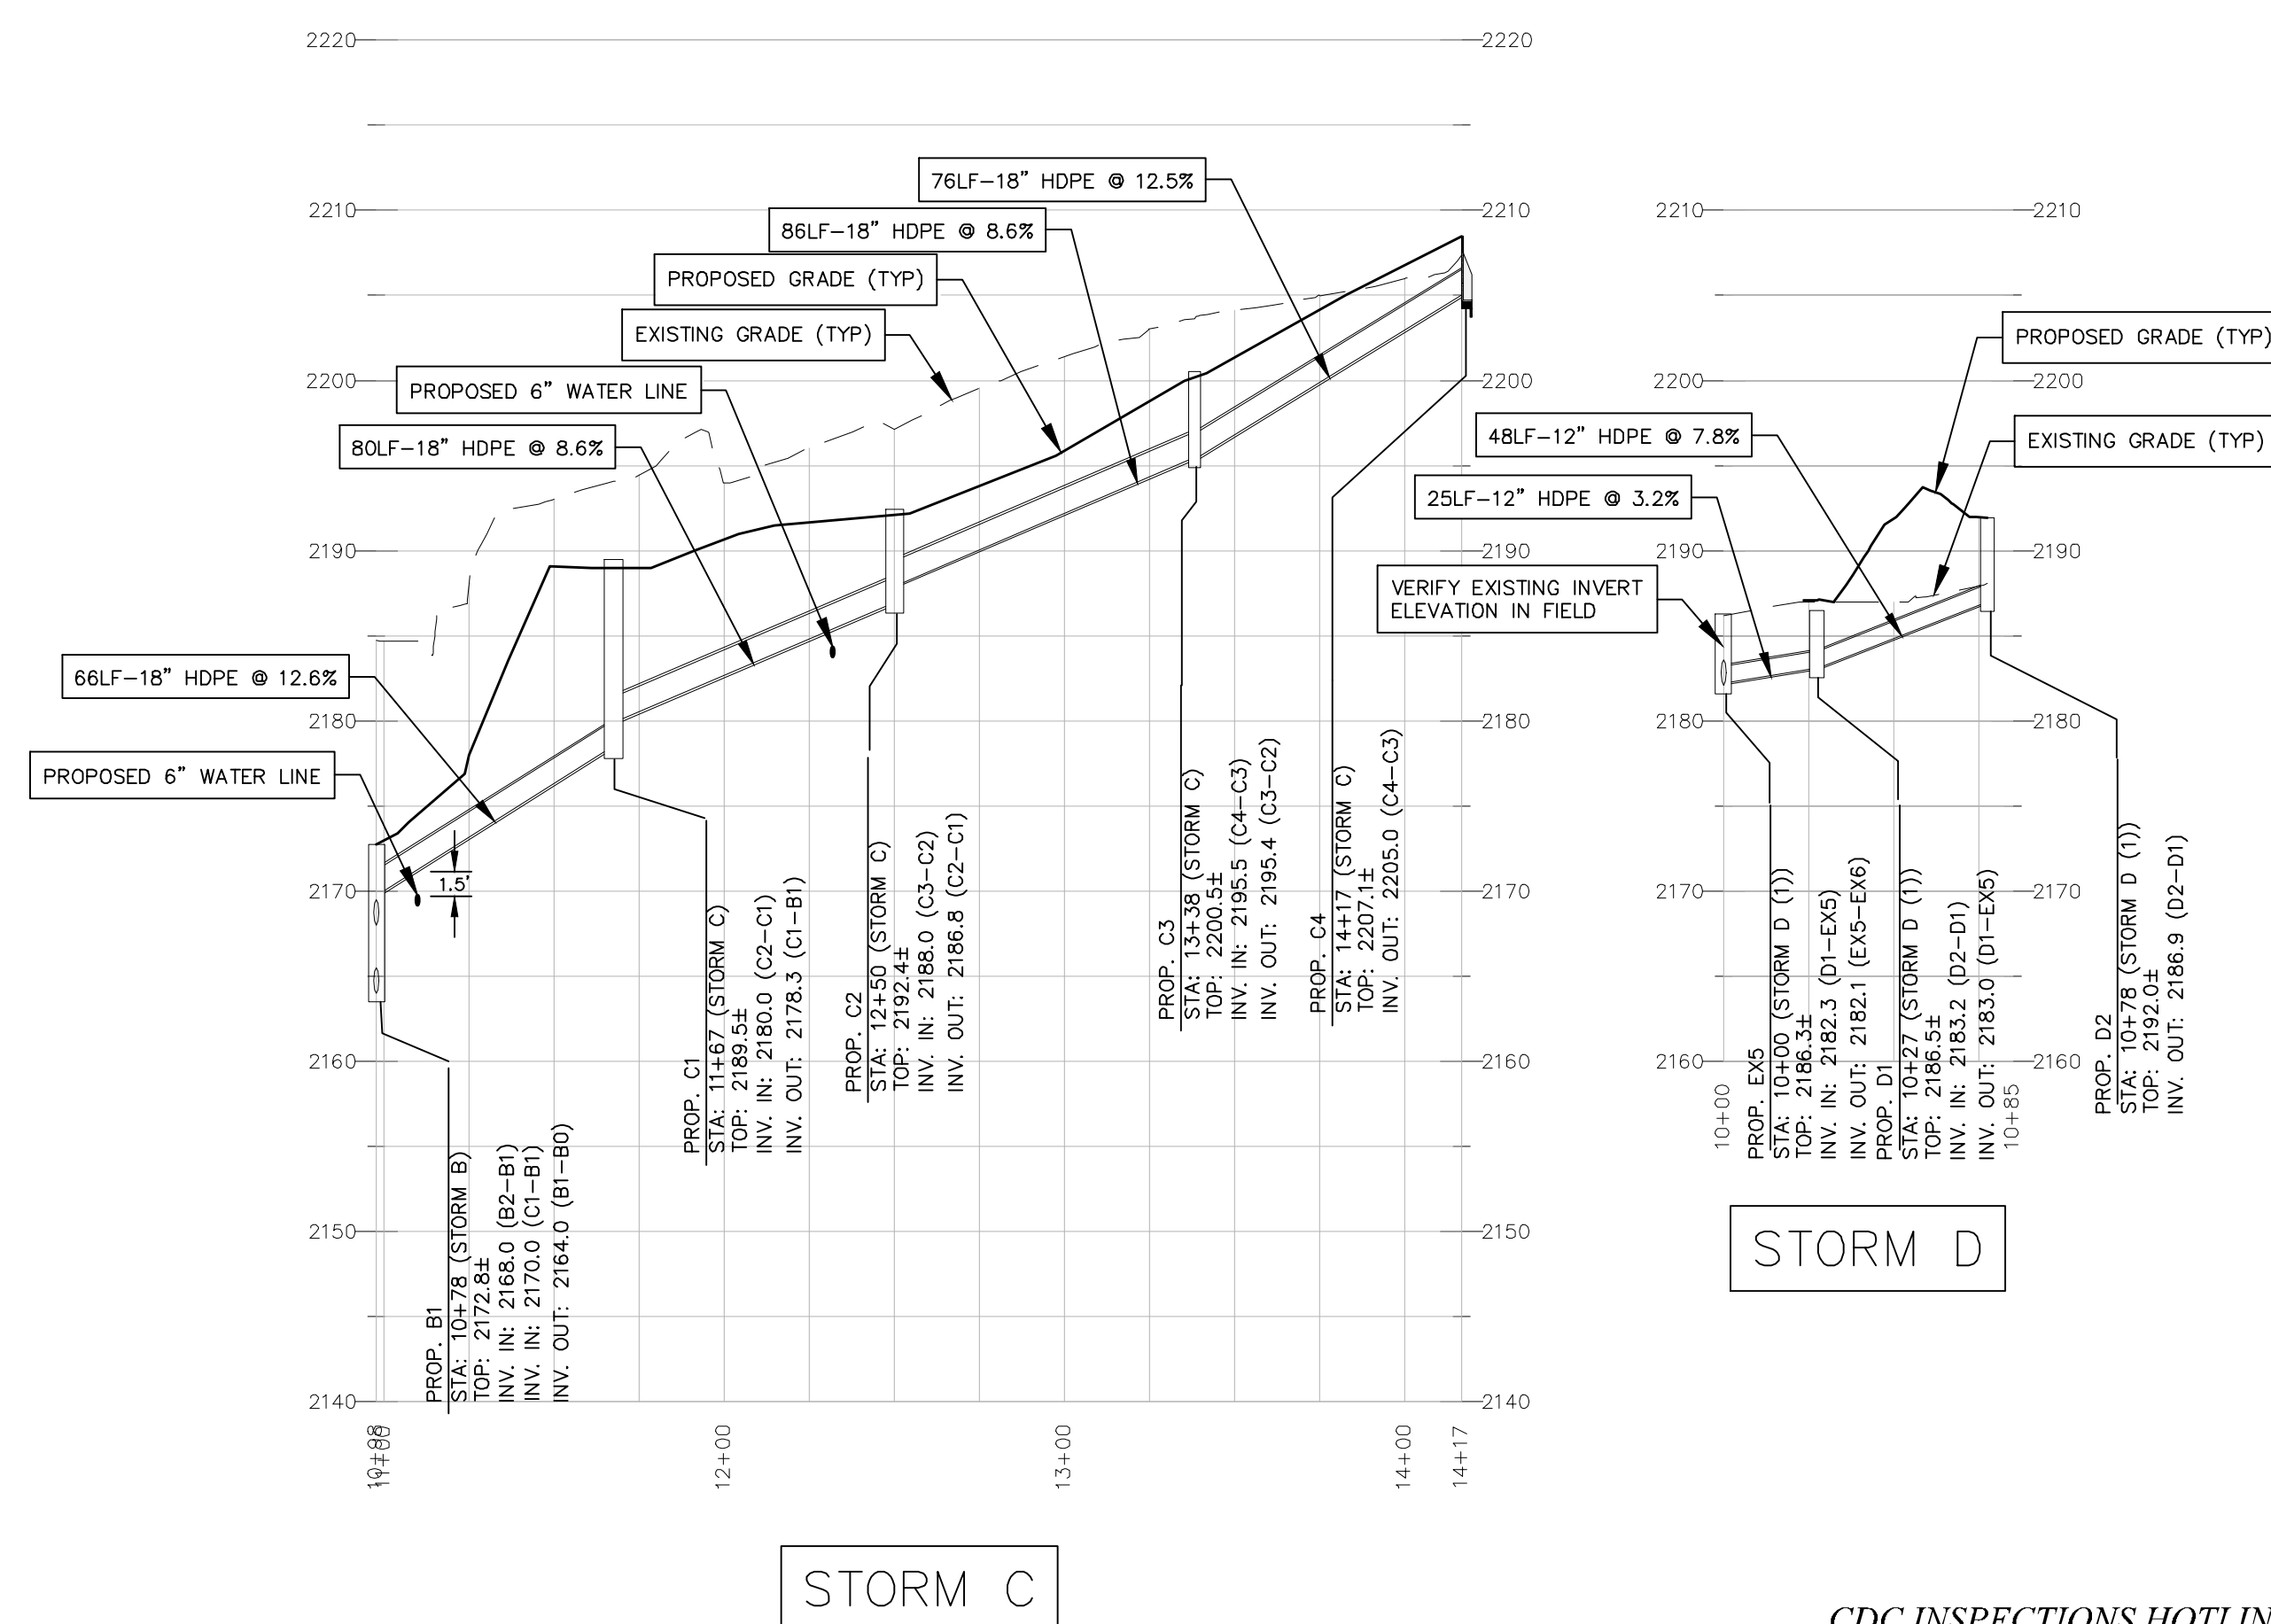 2220
2220
2210
2210
2210
2210
2200
2200
2200
2200
2190
2190
2190
2190
2180
2180
2180
2180
2170
2170
2170
2170
2160
2160
2160
2160
2150
2150
2140
2140
76LF-18" HDPE @ 12.5%
86LF-18" HDPE @ 8.6%
PROPOSED GRADE (TYP)
EXISTING GRADE (TYP)
PROPOSED 6" WATER LINE
80LF-18" HDPE @ 8.6%
66LF-18" HDPE @ 12.6%
PROPOSED 6" WATER LINE
1.5'
PROP. B1
STA: 10+78 (STORM B)
TOP: 2172.8±
INV. IN: 2168.0 (B2-B1)
INV. IN: 2170.0 (C1-B1)
INV. OUT: 2164.0 (B1-B0)
PROP. C1
STA: 11+67 (STORM C)
TOP: 2189.5±
INV. IN: 2180.0 (C2-C1)
INV. OUT: 2178.3 (C1-B1)
PROP. C2
STA: 12+50 (STORM C)
TOP: 2192.4±
INV. IN: 2188.0 (C3-C2)
INV. OUT: 2186.8 (C2-C1)
PROP. C3
STA: 13+38 (STORM C)
TOP: 2200.5±
INV. IN: 2195.5 (C4-C3)
INV. OUT: 2195.4 (C3-C2)
PROP. C4
STA: 14+17 (STORM C)
TOP: 2207.1±
INV. OUT: 2205.0 (C4-C3)
10+98
11+00
12+00
13+00
14+00
14+17
STORM C
PROPOSED GRADE (TYP)
EXISTING GRADE (TYP)
48LF-12" HDPE @ 7.8%
25LF-12" HDPE @ 3.2%
VERIFY EXISTING INVERT
ELEVATION IN FIELD
PROP. EX5
STA: 10+00 (STORM D (1))
TOP: 2186.3±
INV. IN: 2182.3 (D1-EX5)
INV. OUT: 2182.1 (EX5-EX6)
PROP. D1
STA: 10+27 (STORM D (1))
TOP: 2186.5±
INV. IN: 2183.2 (D2-D1)
INV. OUT: 2183.0 (D1-EX5)
PROP. D2
STA: 10+78 (STORM D (1))
TOP: 2192.0±
INV. OUT: 2186.9 (D2-D1)
10+00
10+85
STORM D
CDC INSPECTIONS